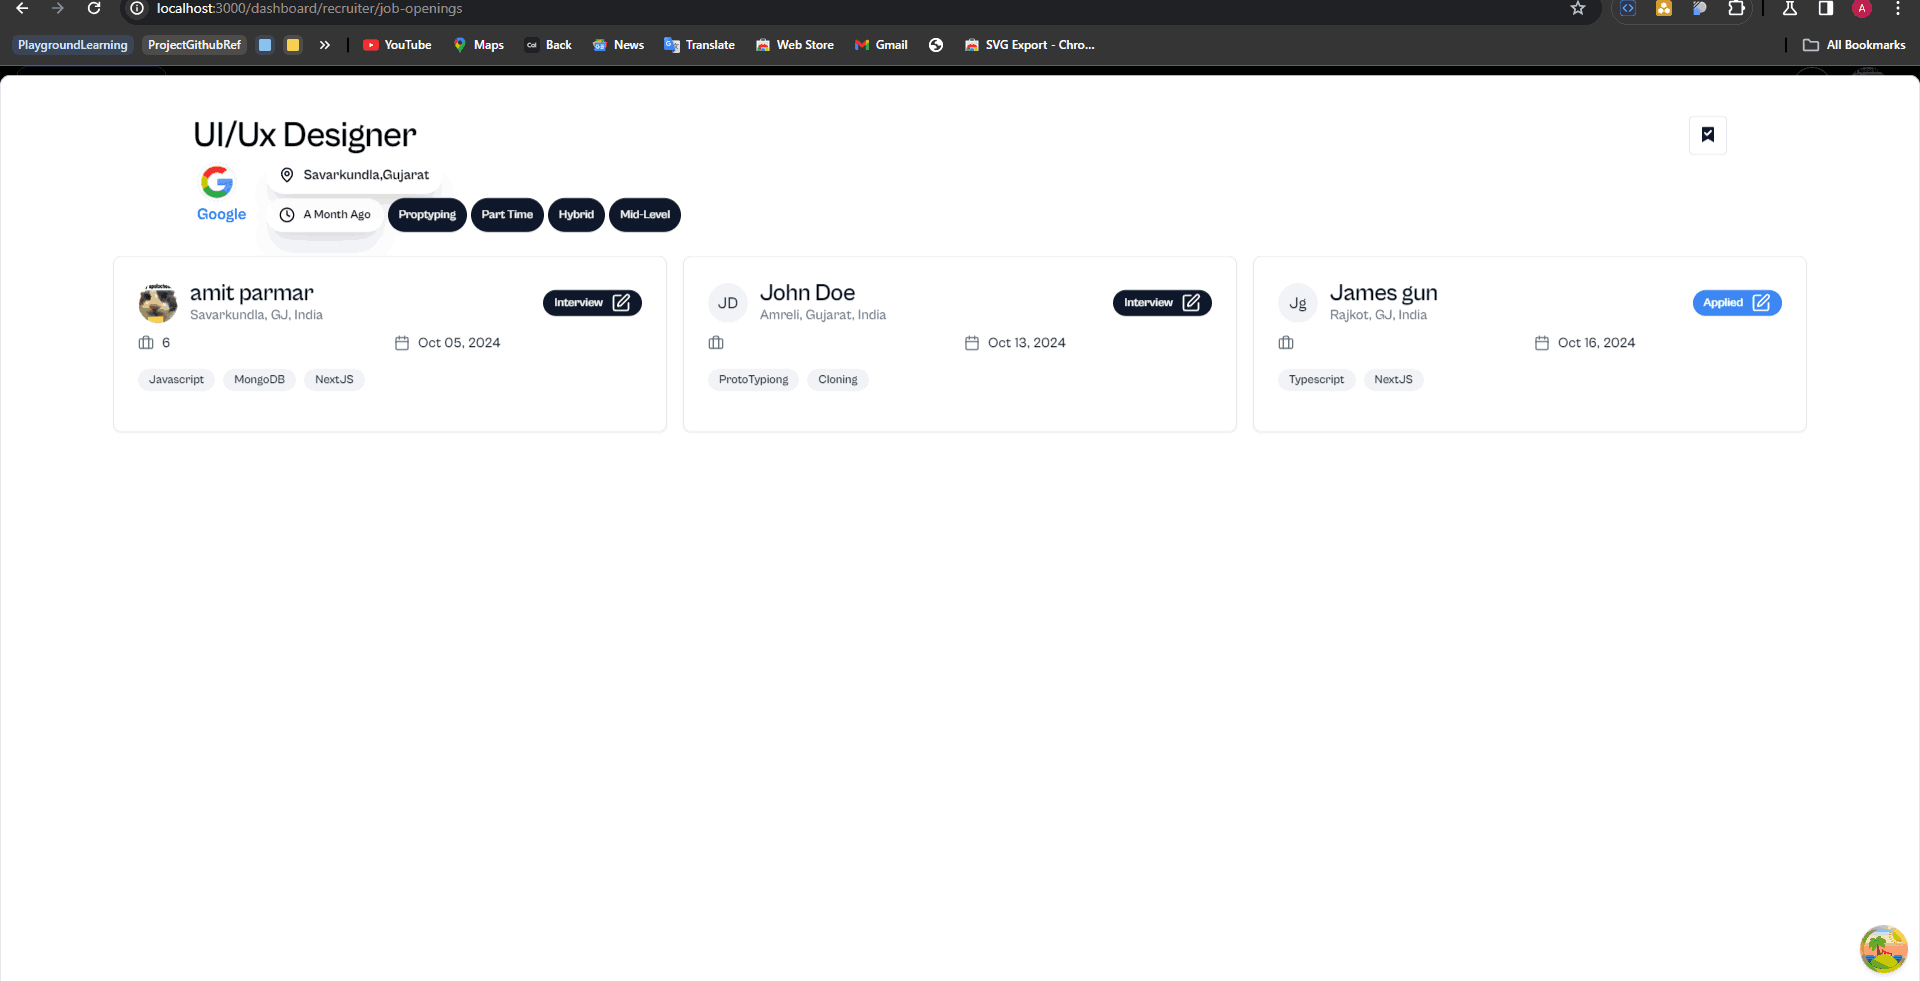 localhost:3000/dashboard/recruiter/job-openings
A
PlaygroundLearning ProjectGithubRef YouTube Maps Back News Translate Web Store Gmail SVG Export - Chro... All Bookmarks
UI/Ux Designer
Savarkundla,Gujarat
Google A Month Ago Proptyping Part Time Hybrid Mid-Level
amit parmar
Savarkundla, GJ, India
Interview
6 Oct 05, 2024
Javascript MongoDB NextJS
JD
John Doe
Amreli, Gujarat, India
Interview
Oct 13, 2024
ProtoTypiong Cloning
Jg
James gun
Rajkot, GJ, India
Applied
Oct 16, 2024
Typescript NextJS